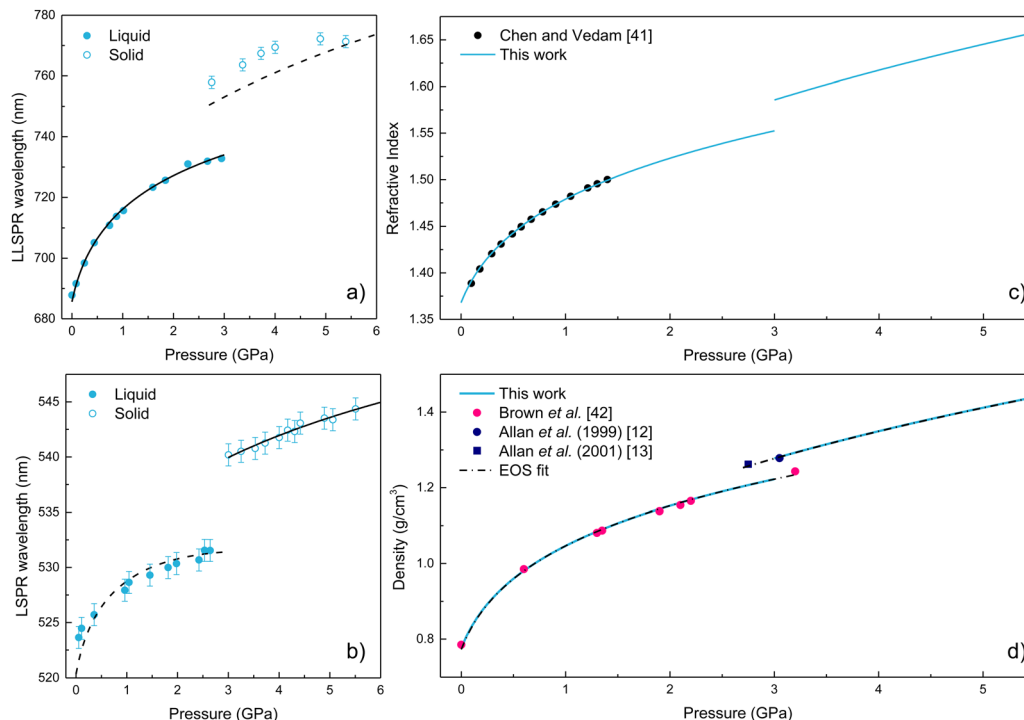 780
760
740
720
700
680
0
1
2
3
4
5
6
LLSPR wavelength (nm)
Pressure (GPa)
Liquid
Solid
a)
1.65
1.60
1.55
1.50
1.45
1.40
1.35
0
1
3
4
5
Refractive Index
Pressure (GPa)
Chen and Vedam [41]
This work
c)
545
540
535
530
525
520
0
1
2
3
4
5
6
LSPR wavelength (nm)
Pressure (GPa)
Liquid
Solid
b)
1.4
1.2
1.0
0.8
0
1
2
3
4
5
Density (g/cm³)
Pressure (GPa)
This work
Brown et al. [42]
Allan et al. (1999) [12]
Allan et al. (2001) [13]
EOS fit
d)